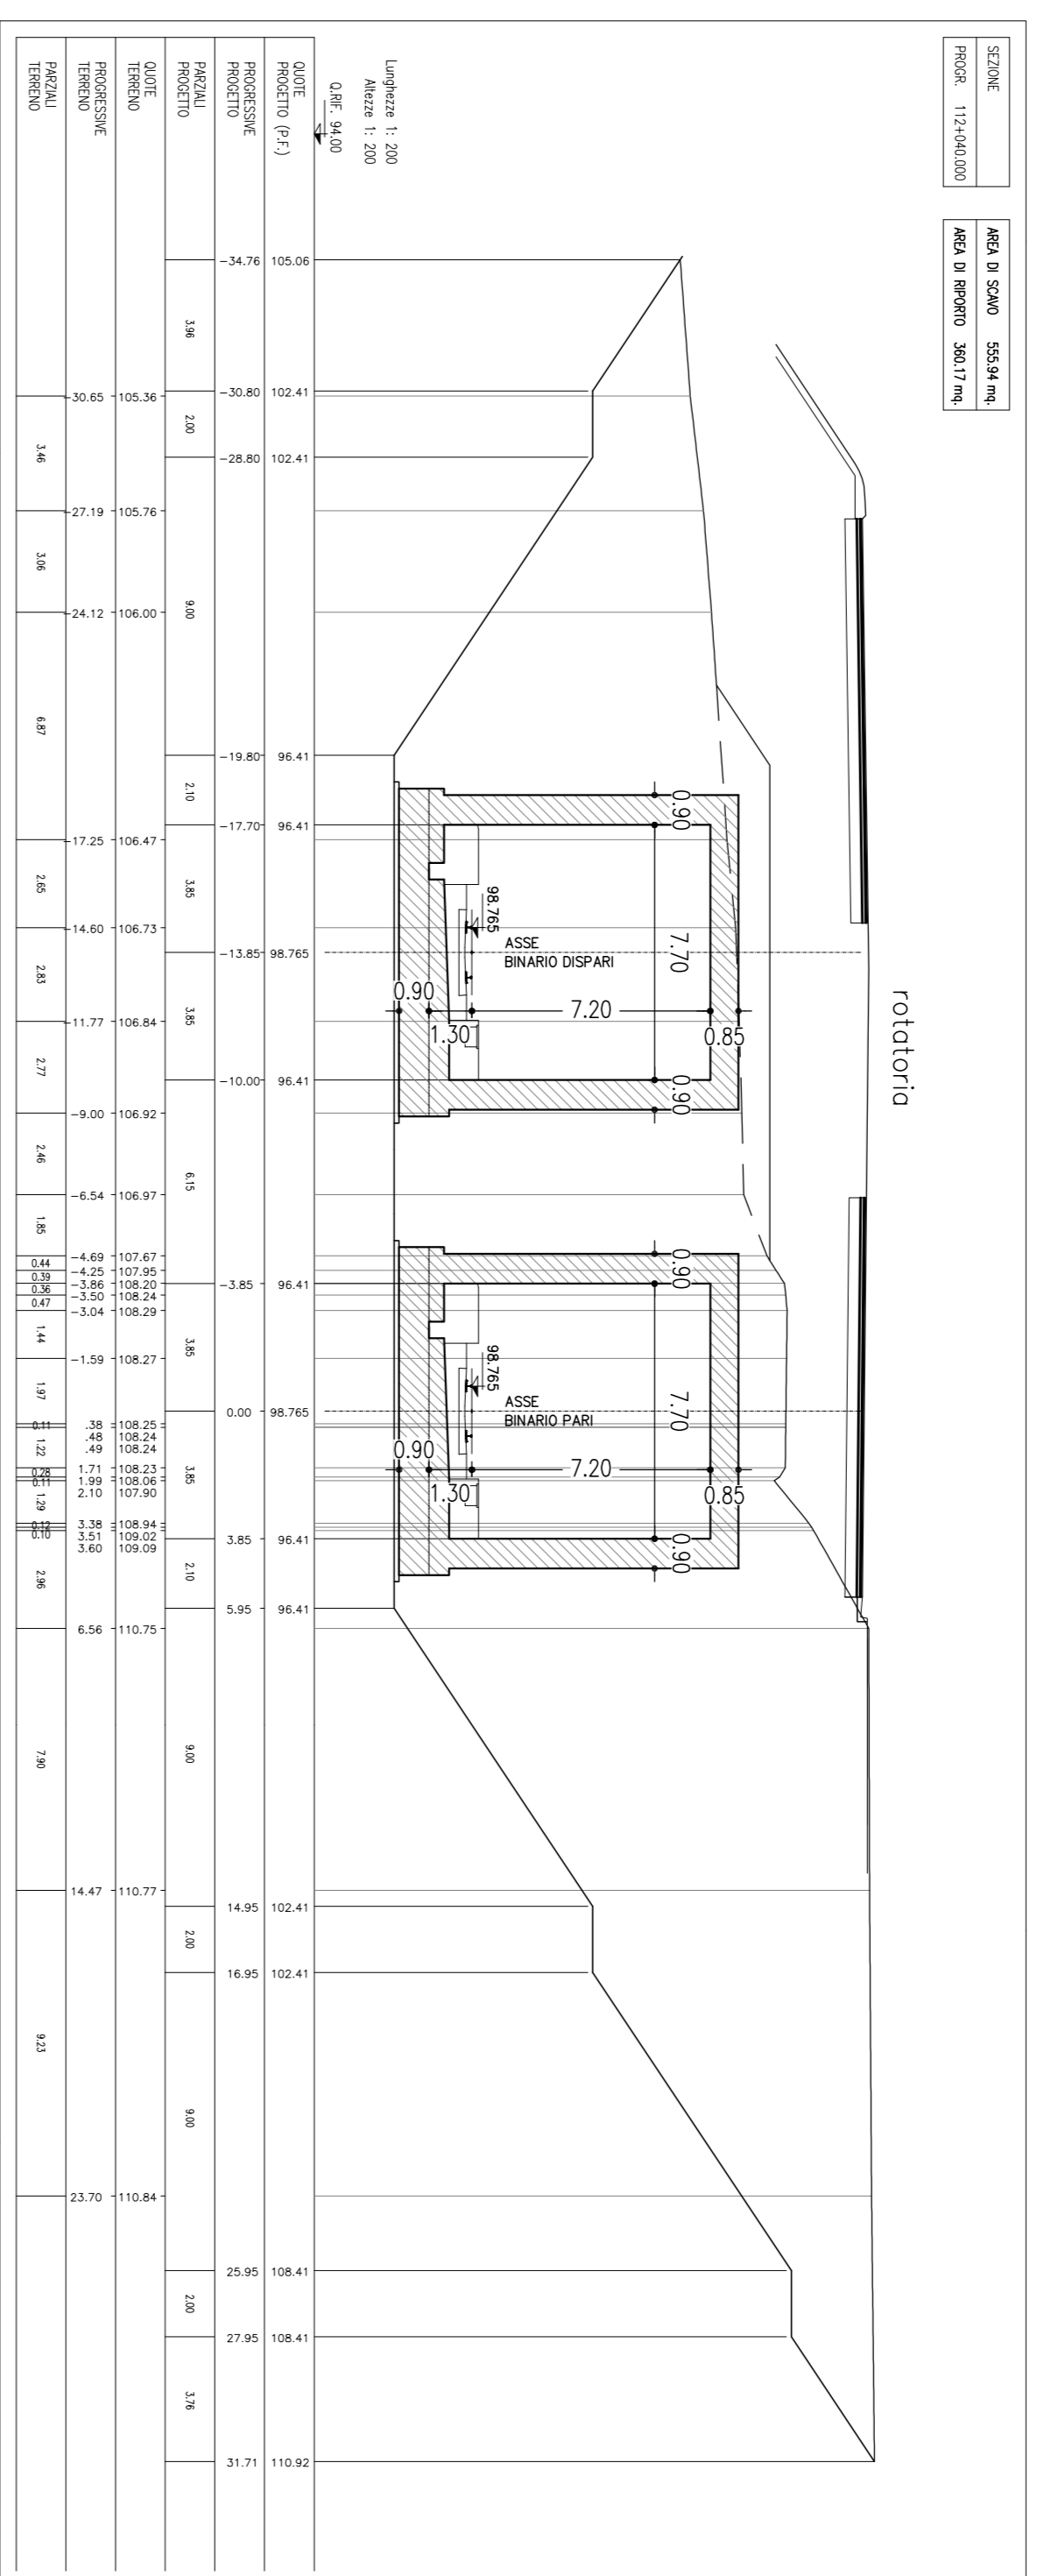 SEZIONE
PROGR. 112+040.000
AREA DI SCAVO 555.94 mq.
AREA DI RIPORTO 360.17 mq.
rotatoria
0.90
7.70
0.90
98.765
ASSE
BINARIO DISPARI
7.20
0.85
0.90
1.30
0.90
7.70
0.90
98.765
ASSE
BINARIO PARI
7.20
0.85
0.90
1.30
Lunghezze 1: 200
Altezze 1: 200
Q.RIF. 94.00
QUOTE
PROGETTO (P.F.)
105.06 102.41 102.41 96.41 96.41 98.765 96.41 96.41 98.765 96.41 96.41 102.41 102.41 108.41 108.41 110.92
PROGRESSIVE
PROGETTO
-34.76 -30.80 -28.80 -19.80 -17.70 -13.85 -10.00 -3.85 0.00 3.85 5.95 14.95 16.95 25.95 27.95 31.71
PARZIALI
PROGETTO
3.96 2.00 9.00 2.10 3.85 3.85 6.15 3.85 3.85 2.10 9.00 2.00 9.00 2.00 3.76
QUOTE
TERRENO
105.36 105.76 106.00 106.47 106.73 106.84 106.92 106.97 107.67 107.95 108.20 108.24 108.29 108.27 108.25 108.24 108.24 108.23 108.06 107.90 108.94 109.02 109.09 110.75 110.77 110.84
PROGRESSIVE
TERRENO
-30.65 -27.19 -24.12 -17.25 -14.60 -11.77 -9.00 -6.54 -4.69 -4.25 -3.86 -3.50 -3.04 -1.59 .38 .48 .49 1.71 1.99 2.10 3.38 3.51 3.60 6.56 14.47 23.70
PARZIALI
TERRENO
3.46 3.06 6.87 2.65 2.83 2.77 2.46 1.85 0.44 0.39 0.36 0.47 1.44 1.97 0.11 1.22 0.28 0.11 1.29 0.12 0.10 2.96 7.90 9.23